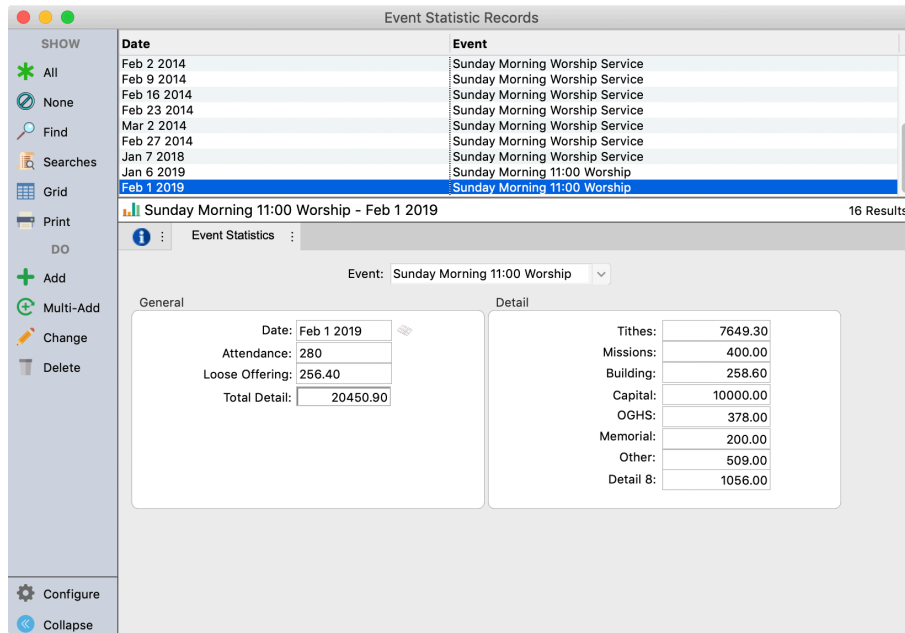 Event Statistic Records
SHOW
All
None
Find
Searches
Grid
Print
DO
Add
Multi-Add
Change
Delete
Configure
Collapse
Date Event
Feb 2 2014 Sunday Morning Worship Service
Feb 9 2014 Sunday Morning Worship Service
Feb 16 2014 Sunday Morning Worship Service
Feb 23 2014 Sunday Morning Worship Service
Mar 2 2014 Sunday Morning Worship Service
Feb 27 2014 Sunday Morning Worship Service
Jan 7 2018 Sunday Morning Worship Service
Jan 6 2019 Sunday Morning 11:00 Worship
Feb 1 2019 Sunday Morning 11:00 Worship
Sunday Morning 11:00 Worship - Feb 1 2019 16 Results
Event Statistics
Event: Sunday Morning 11:00 Worship
General
Date: Feb 1 2019
Attendance: 280
Loose Offering: 256.40
Total Detail: 20450.90
Detail
Tithes: 7649.30
Missions: 400.00
Building: 258.60
Capital: 10000.00
OGHS: 378.00
Memorial: 200.00
Other: 509.00
Detail 8: 1056.00